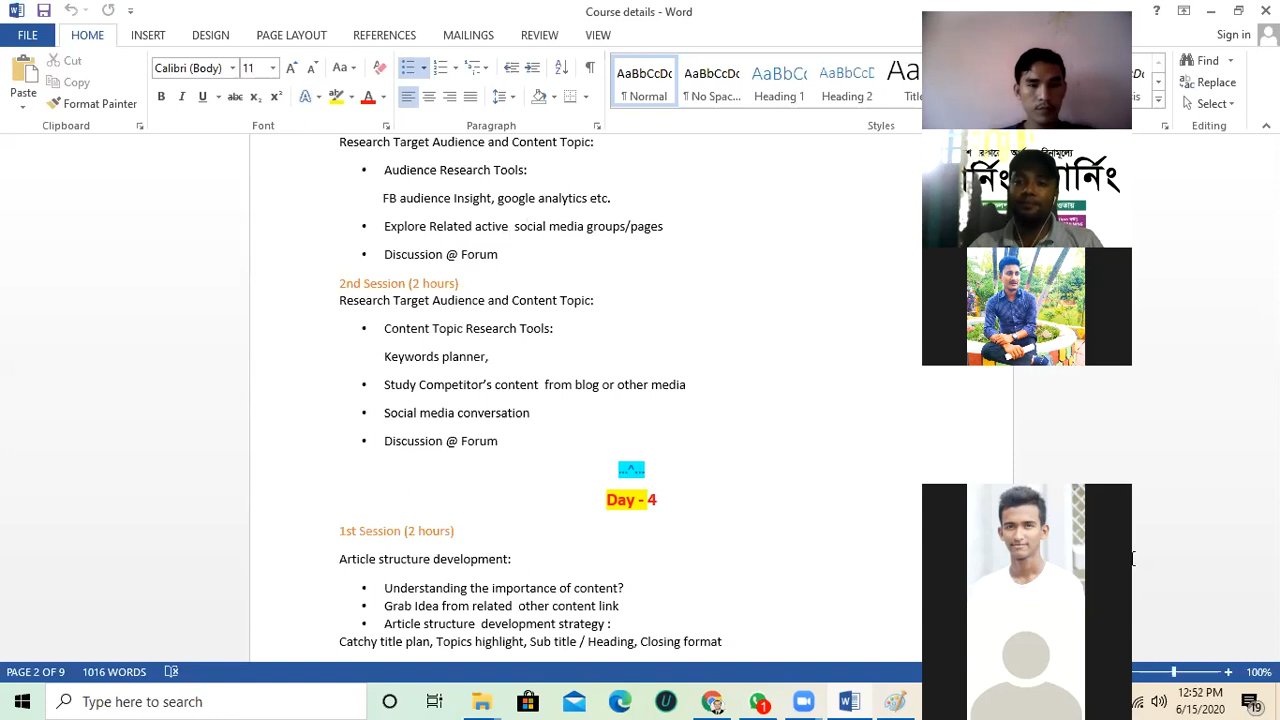 Course details - Word
?
FILE
HOME
INSERT
DESIGN
PAGE LAYOUT
REFERENCES
MAILINGS
REVIEW
VIEW
Sign in
Paste
Cut
Copy
Format Painter
Clipboard
Calibri (Body)
11
Font
Paragraph
AaBbCcDc
¶ Normal
AaBbCcDc
¶ No Spac...
AaBbCc
Heading 1
AaBbCcD
Heading 2
Styles
Find
Replace
Select
Editing
Research Target Audience and Content Topic:
• Audience Research Tools:
FB audience Insight, google analytics etc.
• Explore Related active social media groups/pages
• Discussion @ Forum
2nd Session (2 hours)
Research Target Audience and Content Topic:
• Content Topic Research Tools:
Keywords planner,
• Study Competitor's content from blog or other media
• Social media conversation
• Discussion @ Forum
...^...
Day - 4
1st Session (2 hours)
Article structure development:
• Understanding the importance of content?
• Grab Idea from related other content link
• Article structure development strategy :
Catchy title plan, Topics highlight, Sub title / Heading, Closing format
PAGE 2 OF 9
1016 WORDS
100%
Type here to search
1
12:52 PM
6/15/2020
19